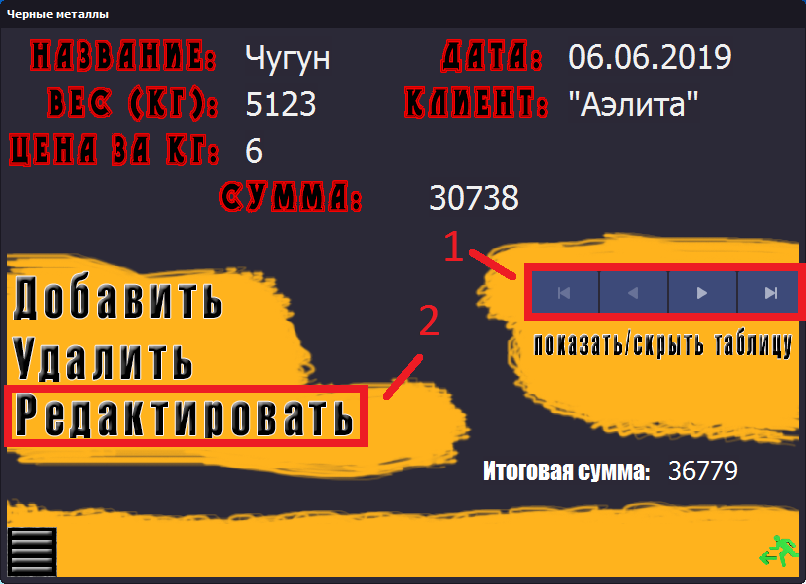 Черные металлы
НАЗВАНИЕ: Чугун ДАТА: 06.06.2019
ВЕС (КГ): 5123 КЛИЕНТ: "Аэлита"
ЦЕНА ЗА КГ: 6
СУММА: 30738
1
Добавить
2
показать/скрыть таблицу
Удалить
Редактировать
Итоговая сумма: 36779